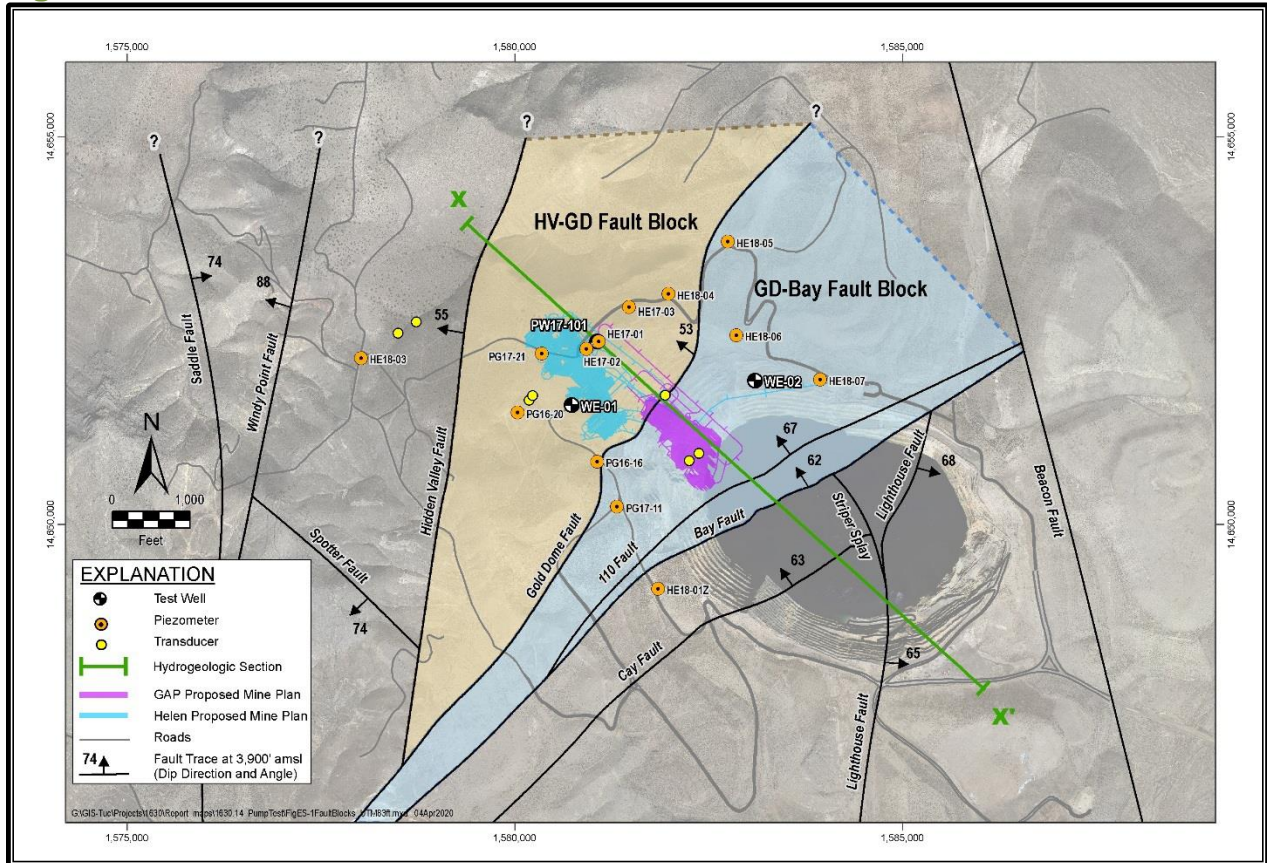 1,575,000
1,580,000
1,585,000
14,655,000
14,655,000
?
?
?
?
X
HV-GD Fault Block
HE18-05
GD-Bay Fault Block
74
88
HE18-04
HE17-03
55
PW17-101
HE17-01
53
HE18-06
PG17-21
HE17-02
HE18-03
Saddle Fault
Windy Point Fault
WE-02
HE18-07
WE-01
PG16-20
N
67
Hidden Valley Fault
62
Lighthouse Fault
68
Beacon Fault
PG16-16
0 1,000
Feet
PG17-11
14,650,000
14,650,000
Striper Splay
Bay Fault
110 Fault
Gold Dome Fault
Spotter Fault
63
HE18-01Z
74
Cay Fault
65
X'
Lighthouse Fault
EXPLANATION
Test Well
Piezometer
Transducer
Hydrogeologic Section
GAP Proposed Mine Plan
Helen Proposed Mine Plan
Roads
74 Fault Trace at 3,900' amsl
(Dip Direction and Angle)
04Apr2020
1,575,000
1,580,000
1,585,000